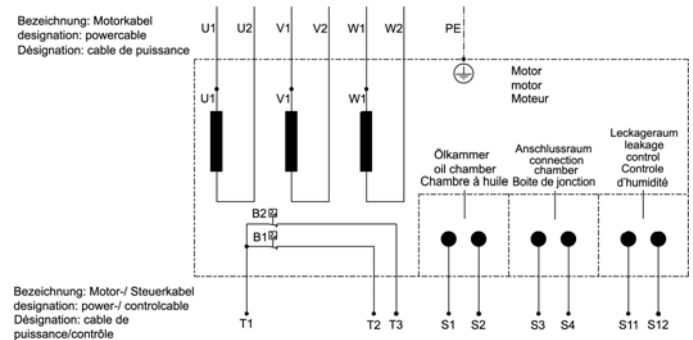 Bezeichnung: Motorkabel
designation: powercable
Désignation: cable de puissance
U1 U2 V1 V2 W1 W2 PE
Motor
motor
Moteur
U1 V1 W1
Ölkammer
oil chamber
Chambre à huile
Anschlussraum
connection
chamber
Boite de jonction
Leckageraum
leakage
control
Controle
d'humidité
B2
B1
Bezeichnung: Motor-/ Steuerkabel
designation: power-/ controlcable
Désignation: cable de
puissance/contrôle
T1 T2 T3 S1 S2 S3 S4 S11 S12